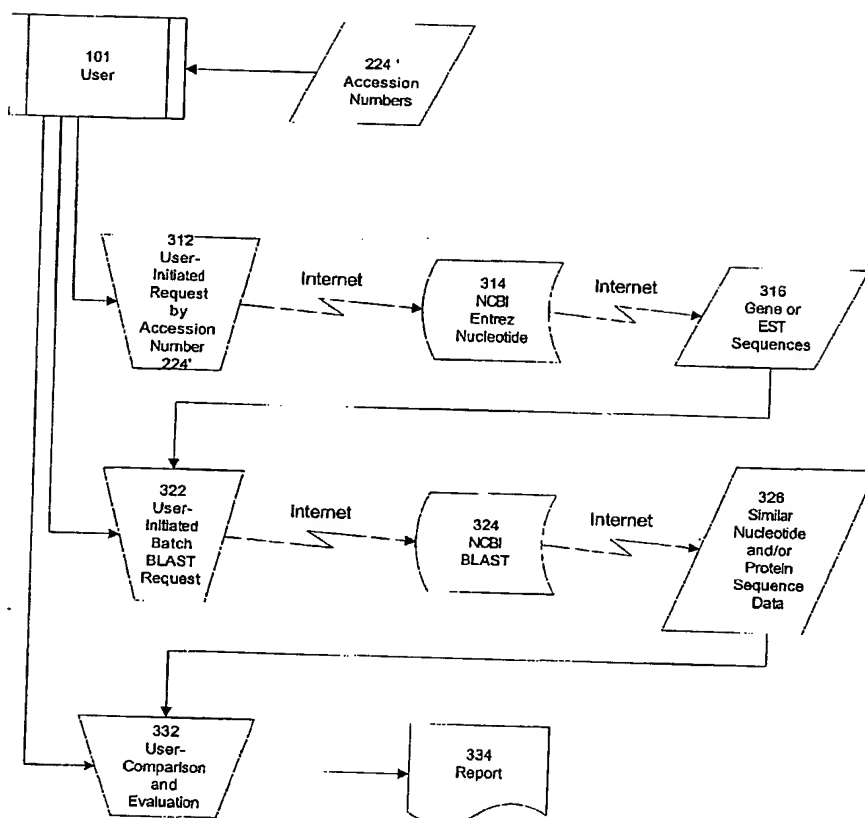 101
User
224 '
Accession
Numbers
312
User-
Initiated
Request
by
Accession
Number
224'
Internet
314
NCBI
Entrez
Nucleotide
Internet
316
Gene or
EST
Sequences
322
User-
Initiated
Batch
BLAST
Request
Internet
324
NCBI
BLAST
Internet
326
Similar
Nucleotide
and/or
Protein
Sequence
Data
332
User-
Comparison
and
Evaluation
334
Report